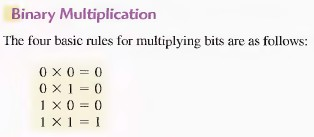 Binary Multiplication
The four basic rules for multiplying bits are as follows:
0 × 0 = 0
0 × 1 = 0
1 × 0 = 0
1 × 1 = 1